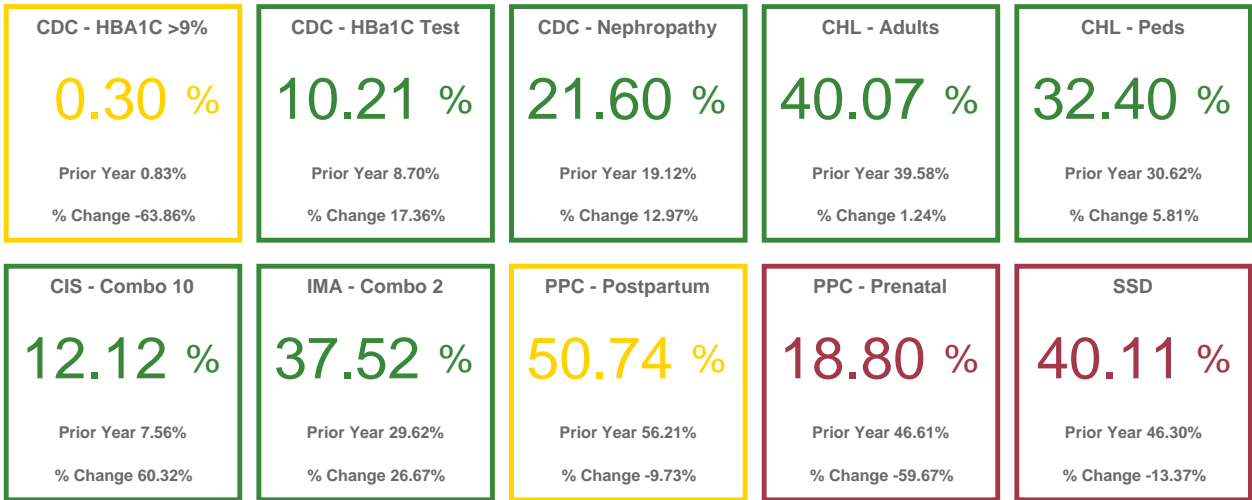 CDC - HBA1C >9%
0.30 %
Prior Year 0.83%
% Change -63.86%
CDC - HBa1C Test
10.21 %
Prior Year 8.70%
% Change 17.36%
CDC - Nephropathy
21.60 %
Prior Year 19.12%
% Change 12.97%
CHL - Adults
40.07 %
Prior Year 39.58%
% Change 1.24%
CHL - Peds
32.40 %
Prior Year 30.62%
% Change 5.81%
CIS - Combo 10
12.12 %
Prior Year 7.56%
% Change 60.32%
IMA - Combo 2
37.52 %
Prior Year 29.62%
% Change 26.67%
PPC - Postpartum
50.74 %
Prior Year 56.21%
% Change -9.73%
PPC - Prenatal
18.80 %
Prior Year 46.61%
% Change -59.67%
SSD
40.11 %
Prior Year 46.30%
% Change -13.37%